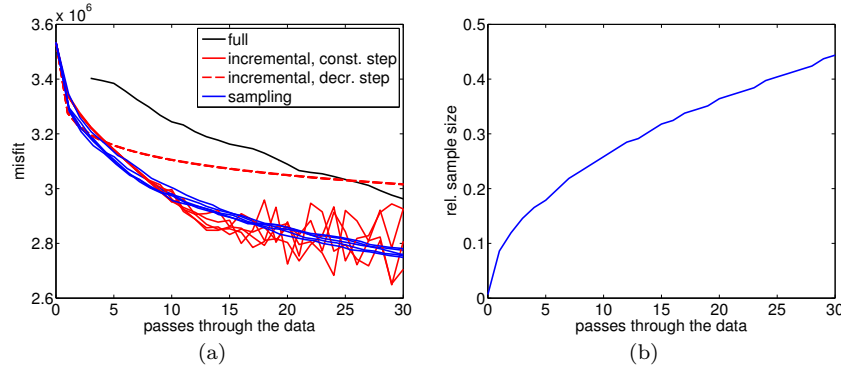 x 10⁶
3.6
3.4
3.2
3
2.8
2.6
misfit
full
incremental, const. step
incremental, decr. step
sampling
0 5 10 15 20 25 30
passes through the data
(a)
0.5
0.4
0.3
0.2
0.1
0
rel. sample size
0 5 10 15 20 25 30
passes through the data
(b)